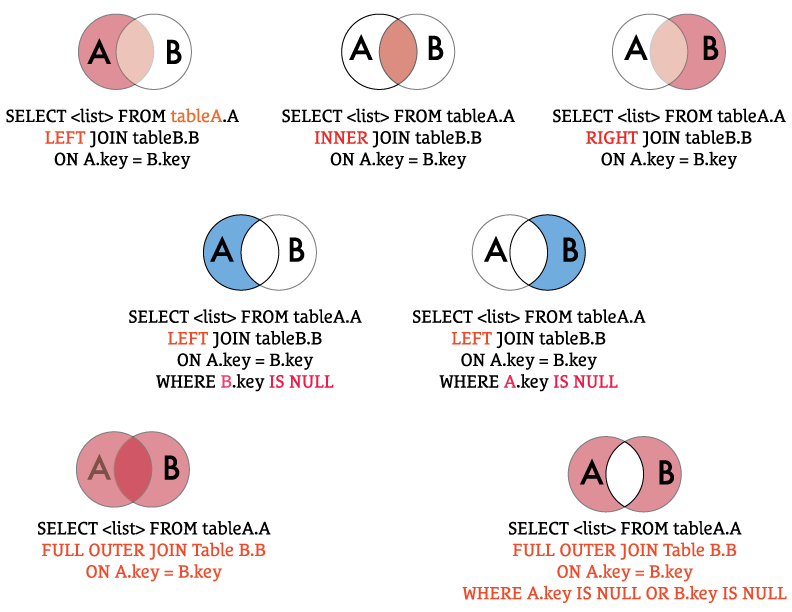 A B
SELECT <list> FROM tableA.A
LEFT JOIN tableB.B
ON A.key = B.key
A B
SELECT <list> FROM tableA.A
INNER JOIN tableB.B
ON A.key = B.key
A B
SELECT <list> FROM tableA.A
RIGHT JOIN tableB.B
ON A.key = B.key
A B
SELECT <list> FROM tableA.A
LEFT JOIN tableB.B
ON A.key = B.key
WHERE B.key IS NULL
A B
SELECT <list> FROM tableA.A
LEFT JOIN tableB.B
ON A.key = B.key
WHERE A.key IS NULL
A B
SELECT <list> FROM tableA.A
FULL OUTER JOIN Table B.B
ON A.key = B.key
A B
SELECT <list> FROM tableA.A
FULL OUTER JOIN Table B.B
ON A.key = B.key
WHERE A.key IS NULL OR B.key IS NULL